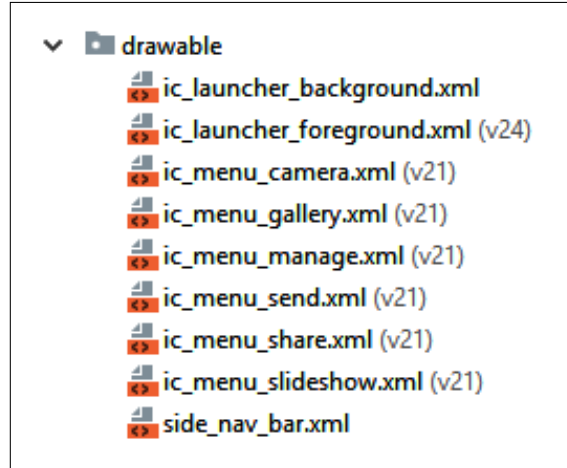 drawable
ic_launcher_background.xml
ic_launcher_foreground.xml (v24)
ic_menu_camera.xml (v21)
ic_menu_gallery.xml (v21)
ic_menu_manage.xml (v21)
ic_menu_send.xml (v21)
ic_menu_share.xml (v21)
ic_menu_slideshow.xml (v21)
side_nav_bar.xml